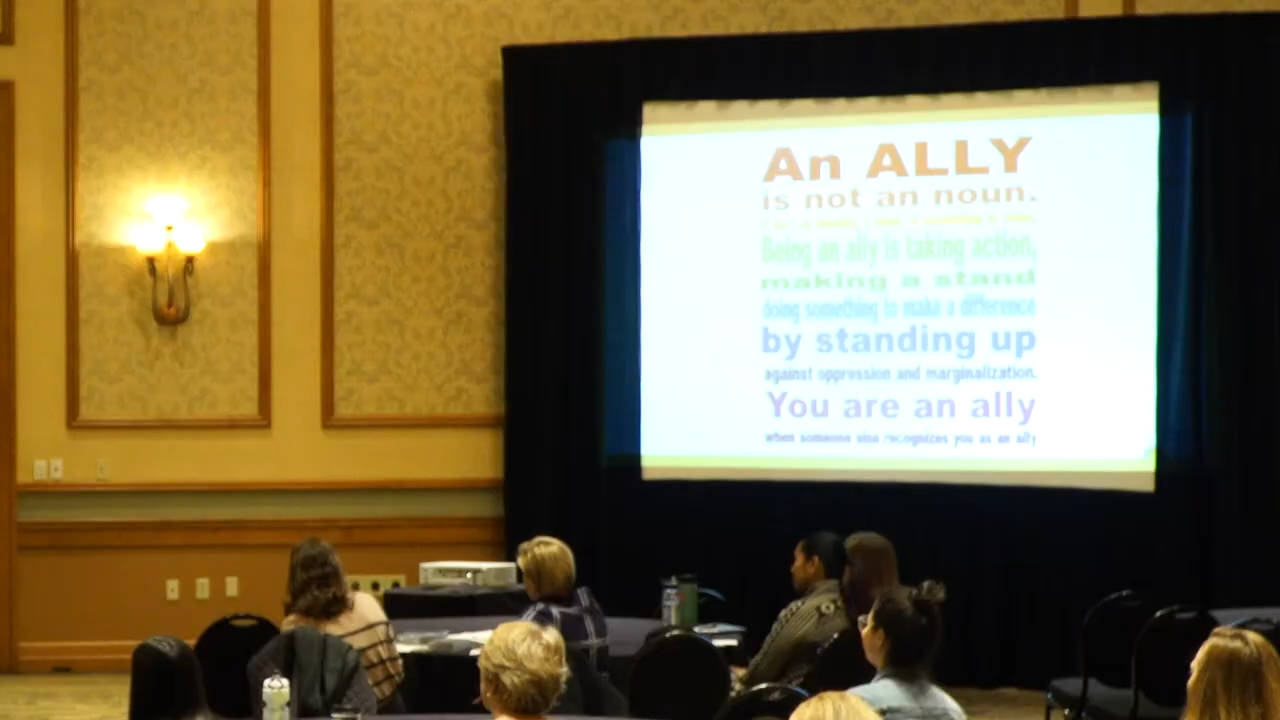 An ALLY
is not an noun.
Being an ally is taking action,
making a stand
doing something to make a difference
by standing up
against oppression and marginalization.
You are an ally
when someone else recognizes you as an ally